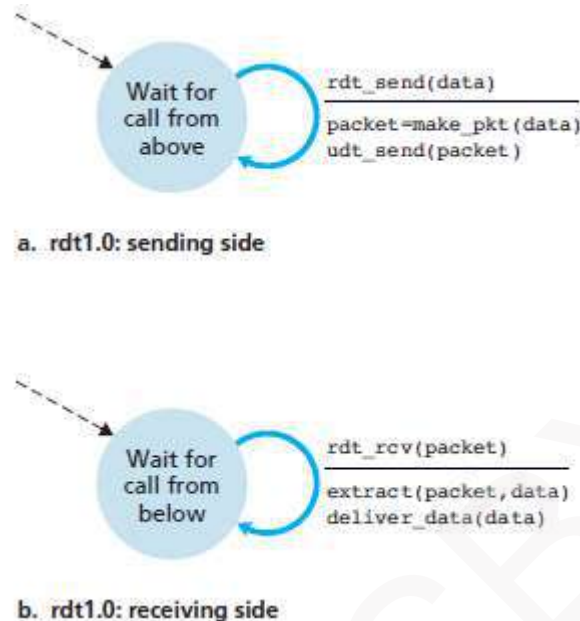 Wait for
call from
above
rdt_send(data)
packet=make_pkt(data)
udt_send(packet)
a. rdt1.0: sending side
Wait for
call from
below
rdt_rcv(packet)
extract(packet,data)
deliver_data(data)
b. rdt1.0: receiving side